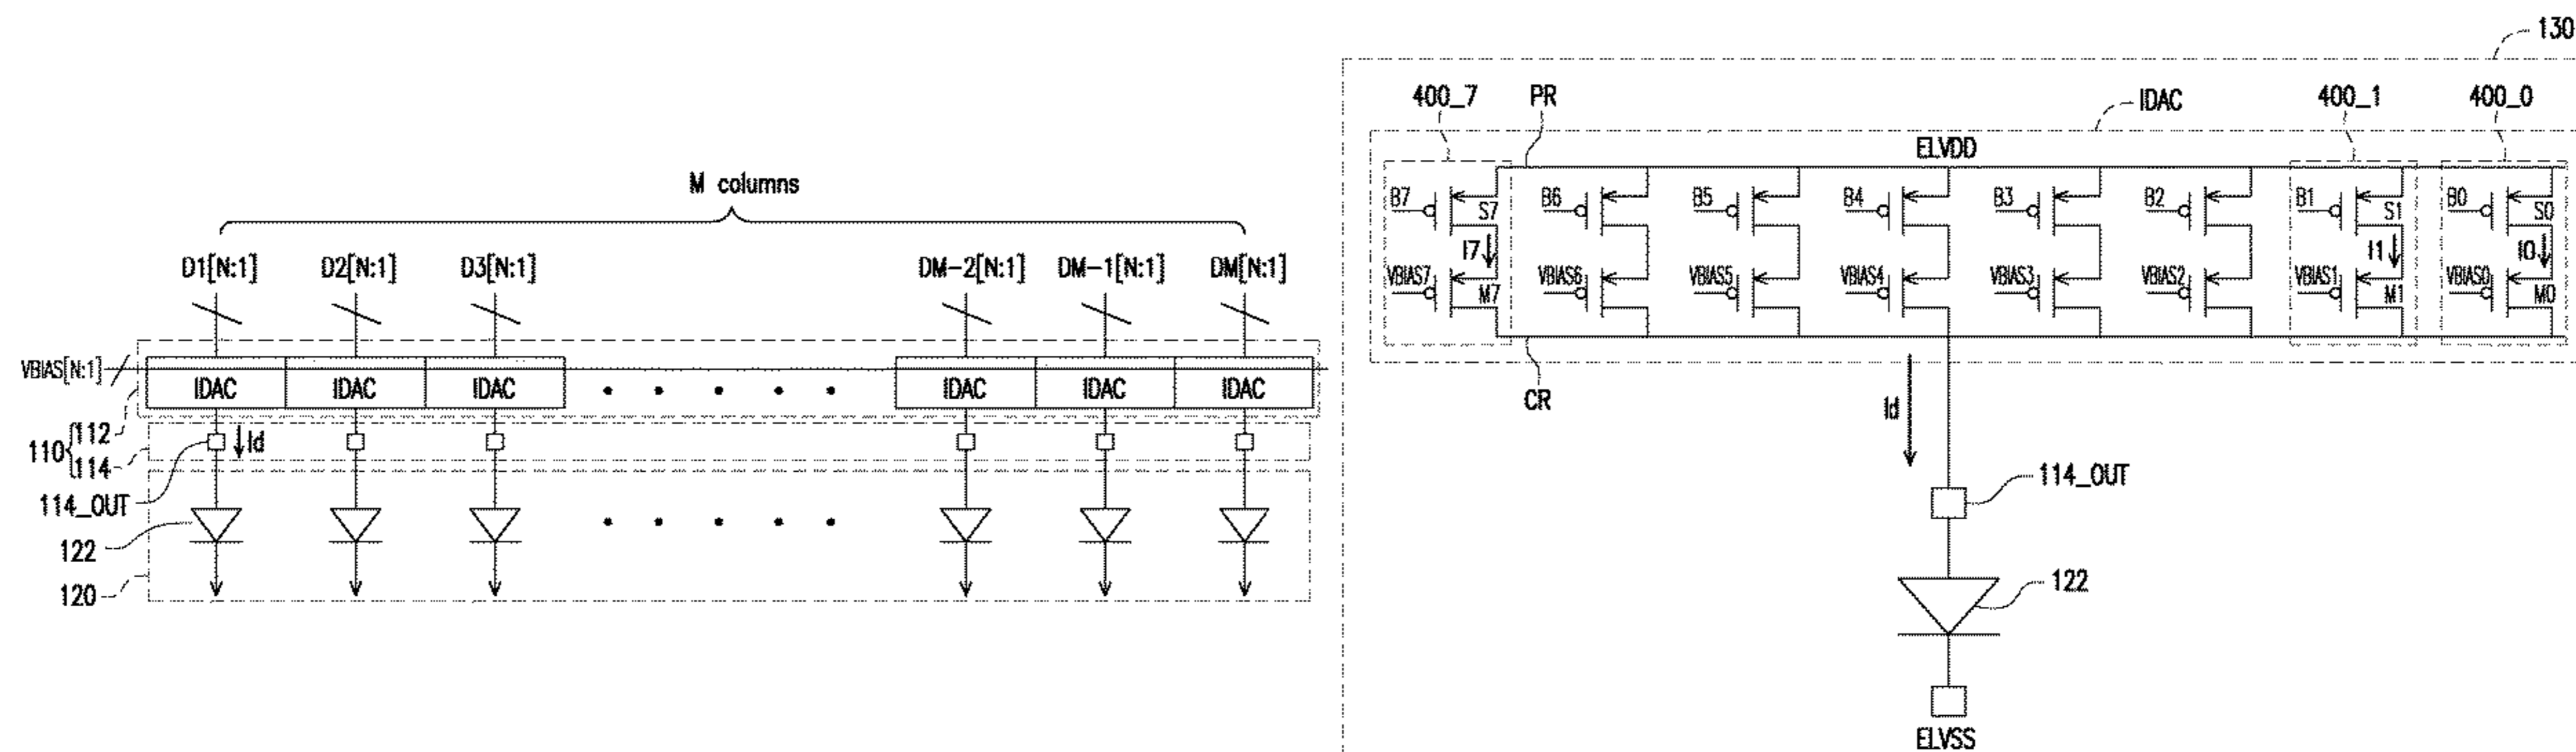 M columns
D1[N:1] D2[N:1] D3[N:1] DM-2[N:1] DM-1[N:1] DM[N:1]
VBIAS[N:1]
IDAC IDAC IDAC IDAC IDAC IDAC
110 112
114
Id
114_OUT
122
120
130
400_7 PR IDAC 400_1 400_0
ELVDD
B7 B6 B5 B4 B3 B2 B1 B0
S7 S1 S0
I7 I1 I0
VBIAS7 VBIAS6 VBIAS5 VBIAS4 VBIAS3 VBIAS2 VBIAS1 VBIAS0
M7 M1 M0
CR
Id
114_OUT
122
ELVSS